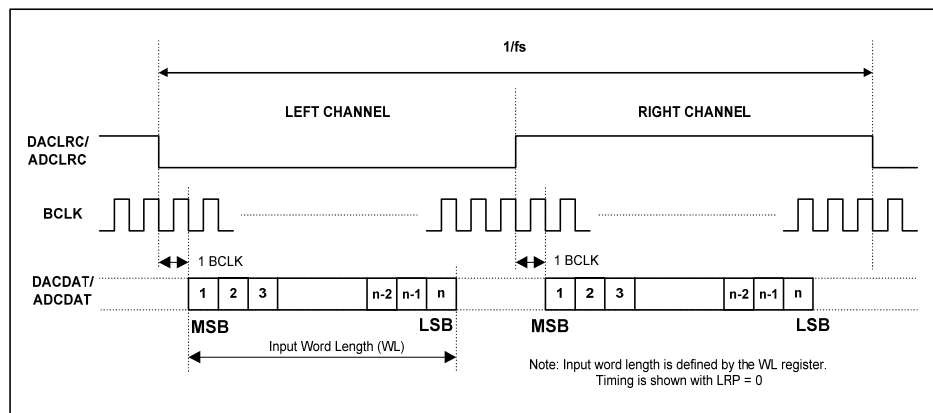 1/fs
LEFT CHANNEL
RIGHT CHANNEL
DACLRC/
ADCLRC
BCLK
1 BCLK
1 BCLK
DACDAT/
ADCDAT
1 2 3 n-2 n-1 n
1 2 3 n-2 n-1 n
MSB
LSB
MSB
LSB
Input Word Length (WL)
Note: Input word length is defined by the WL register.
Timing is shown with LRP = 0